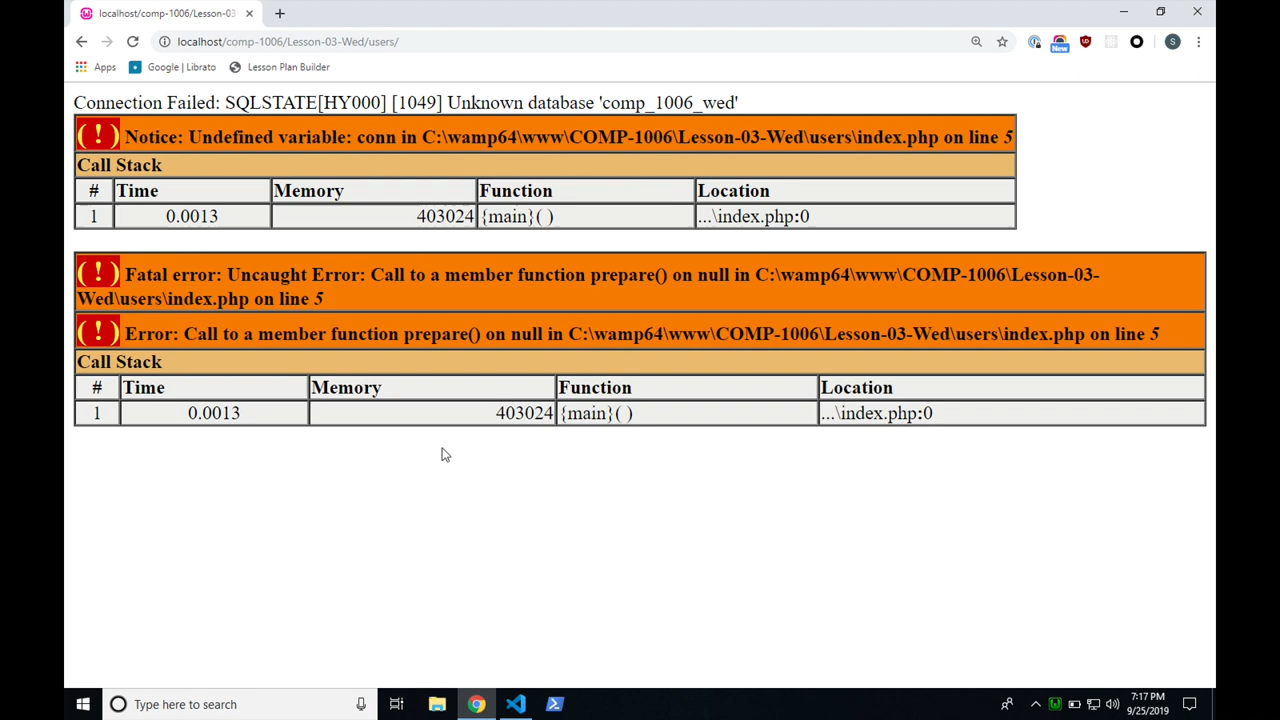 localhost/comp-1006/Lesson-03
localhost/comp-1006/Lesson-03-Wed/users/
New
S
Apps
Google | Librato
Lesson Plan Builder
Connection Failed: SQLSTATE[HY000] [1049] Unknown database 'comp_1006_wed'
( ! ) Notice: Undefined variable: conn in C:\wamp64\www\COMP-1006\Lesson-03-Wed\users\index.php on line 5
Call Stack
# Time Memory Function Location
1 0.0013 403024 {main}( ) ...\index.php:0
( ! ) Fatal error: Uncaught Error: Call to a member function prepare() on null in C:\wamp64\www\COMP-1006\Lesson-03-
Wed\users\index.php on line 5
( ! ) Error: Call to a member function prepare() on null in C:\wamp64\www\COMP-1006\Lesson-03-Wed\users\index.php on line 5
Call Stack
# Time Memory Function Location
1 0.0013 403024 {main}( ) ...\index.php:0
Type here to search
7:17 PM
9/25/2019